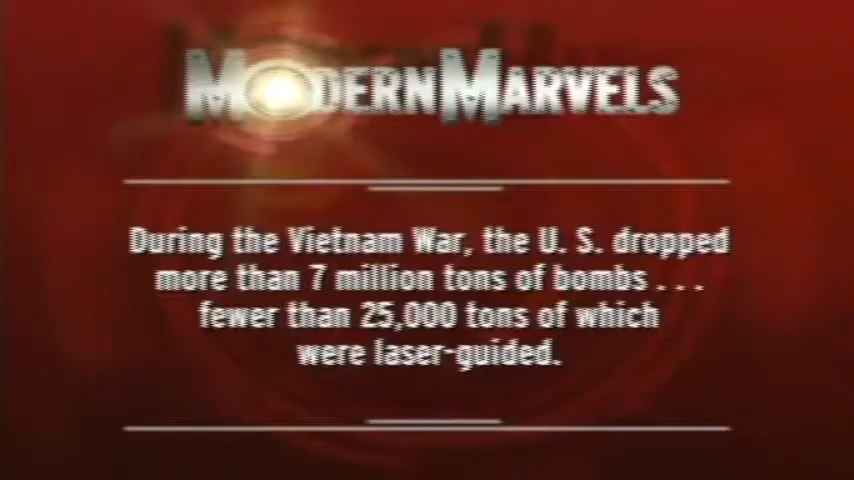 MODERN MARVELS
During the Vietnam War, the U. S. dropped
more than 7 million tons of bombs . . .
fewer than 25,000 tons of which
were laser-guided.